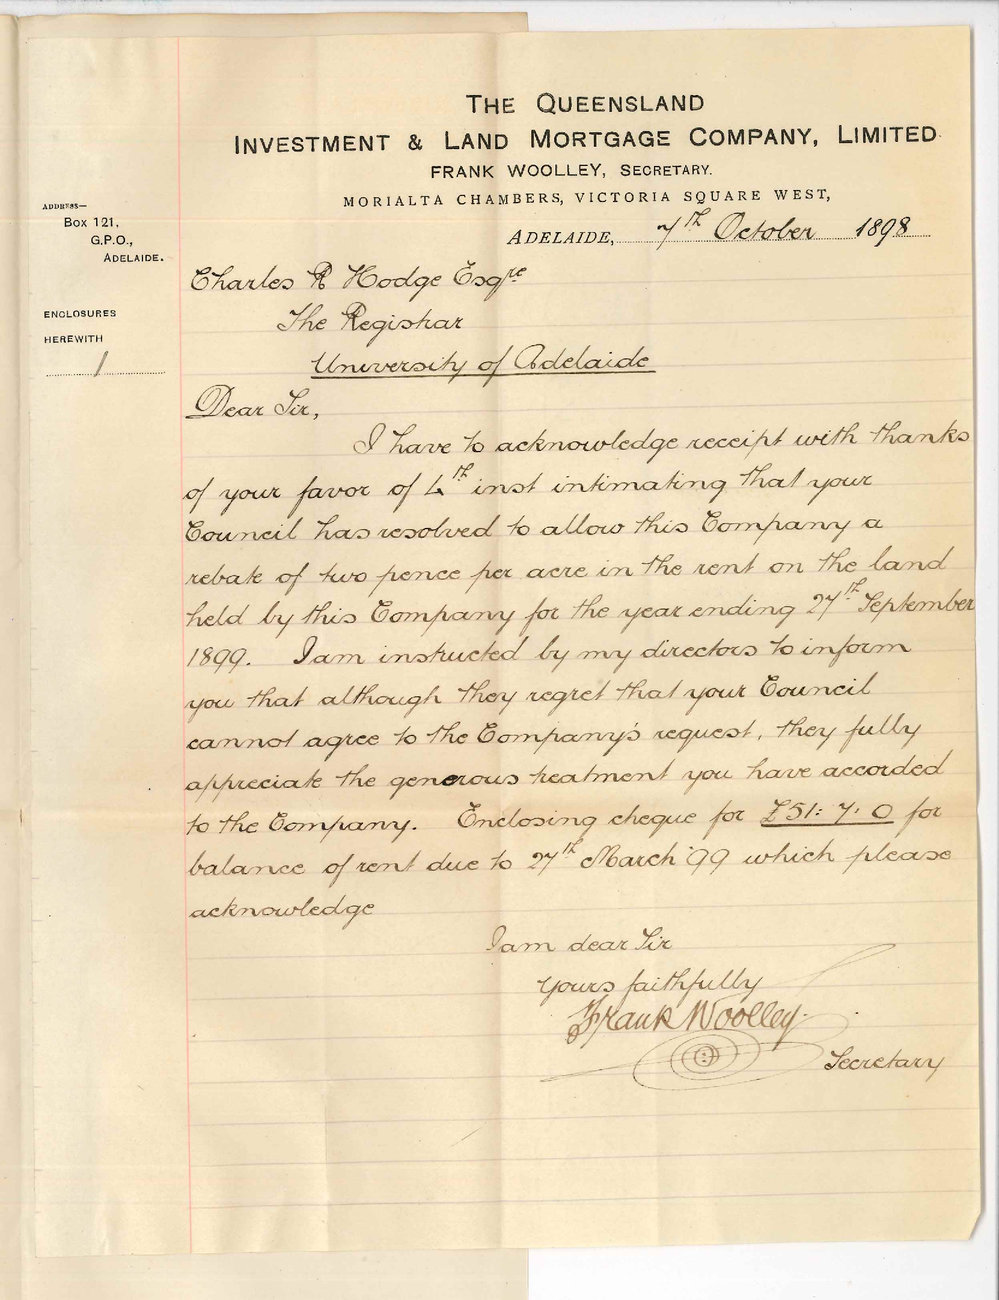 THE QUEENSLAND
INVESTMENT & LAND MORTGAGE COMPANY, LIMITED.
FRANK WOOLLEY, SECRETARY.
MORIALTA CHAMBERS, VICTORIA SQUARE WEST,
ADELAIDE, 7th October 1898
ADDRESS—
Box 121,
G.P.O.,
ADELAIDE.
ENCLOSURES
HEREWITH
1
Charles R Hodge Esqre
The Registrar
University of Adelaide
Dear Sir,
I have to acknowledge receipt with thanks
of your favor of 4th inst intimating that your
Council has resolved to allow this Company a
rebate of two pence per acre in the rent on the land
held by this Company for the year ending 27th September
1899. I am instructed by my directors to inform
you that although they regret that your Council
cannot agree to the Company's request, they fully
appreciate the generous treatment you have accorded
to the Company. Enclosing cheque for £51: 7: 0 for
balance of rent due to 27th March '99 which please
acknowledge
I am dear Sir
Yours faithfully
Frank Woolley
Secretary